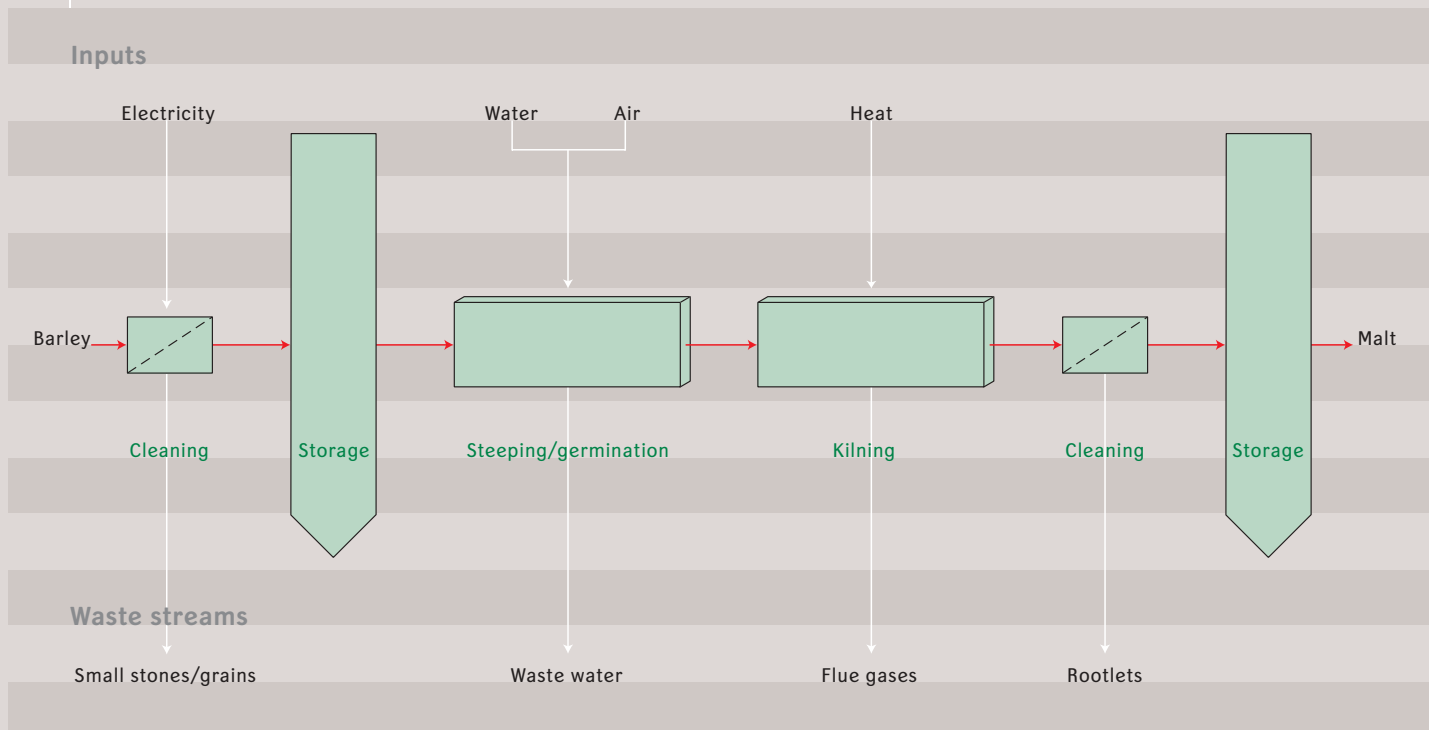 Inputs
Electricity
Water
Air
Heat
Barley
Malt
Cleaning
Storage
Steeping/germination
Kilning
Cleaning
Storage
Waste streams
Small stones/grains
Waste water
Flue gases
Rootlets